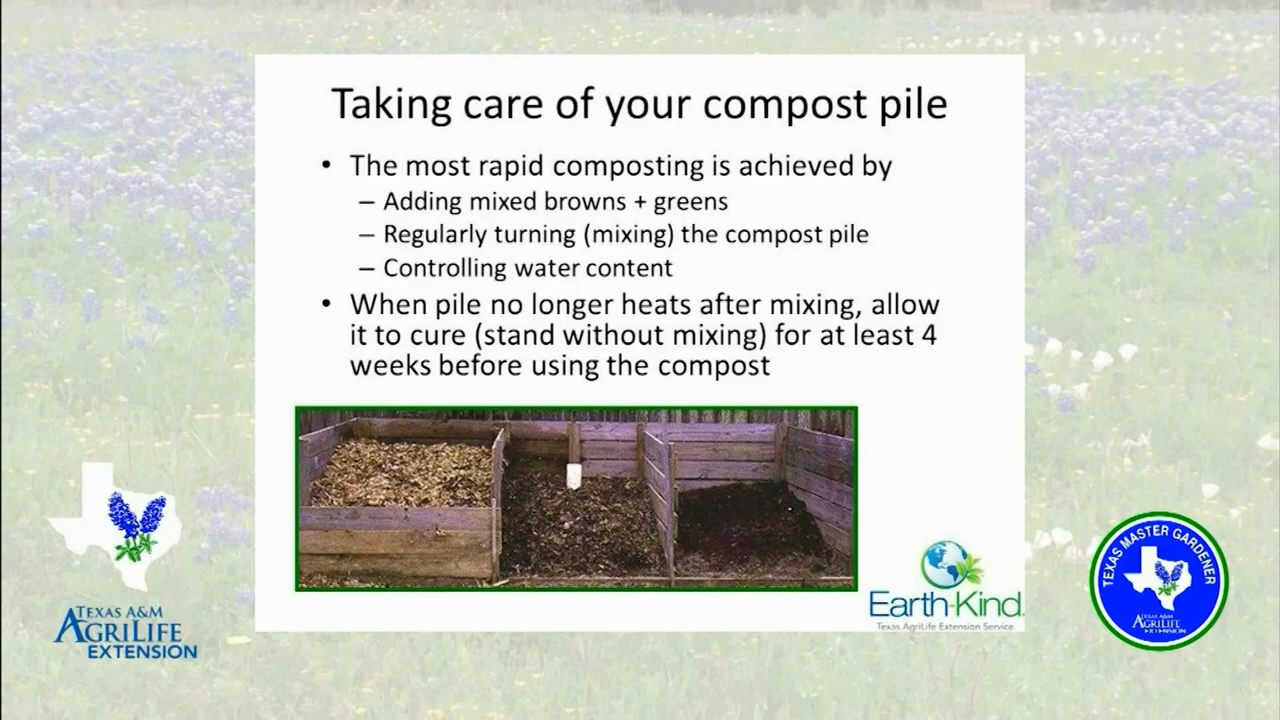 Taking care of your compost pile
• The most rapid composting is achieved by
– Adding mixed browns + greens
– Regularly turning (mixing) the compost pile
– Controlling water content
• When pile no longer heats after mixing, allow
it to cure (stand without mixing) for at least 4
weeks before using the compost
Earth-Kind.
Texas AgriLife Extension Service
TEXAS A&M
AGRILIFE
EXTENSION
TEXAS MASTER GARDENER
TEXAS A&M
AGRILIFE
EXTENSION